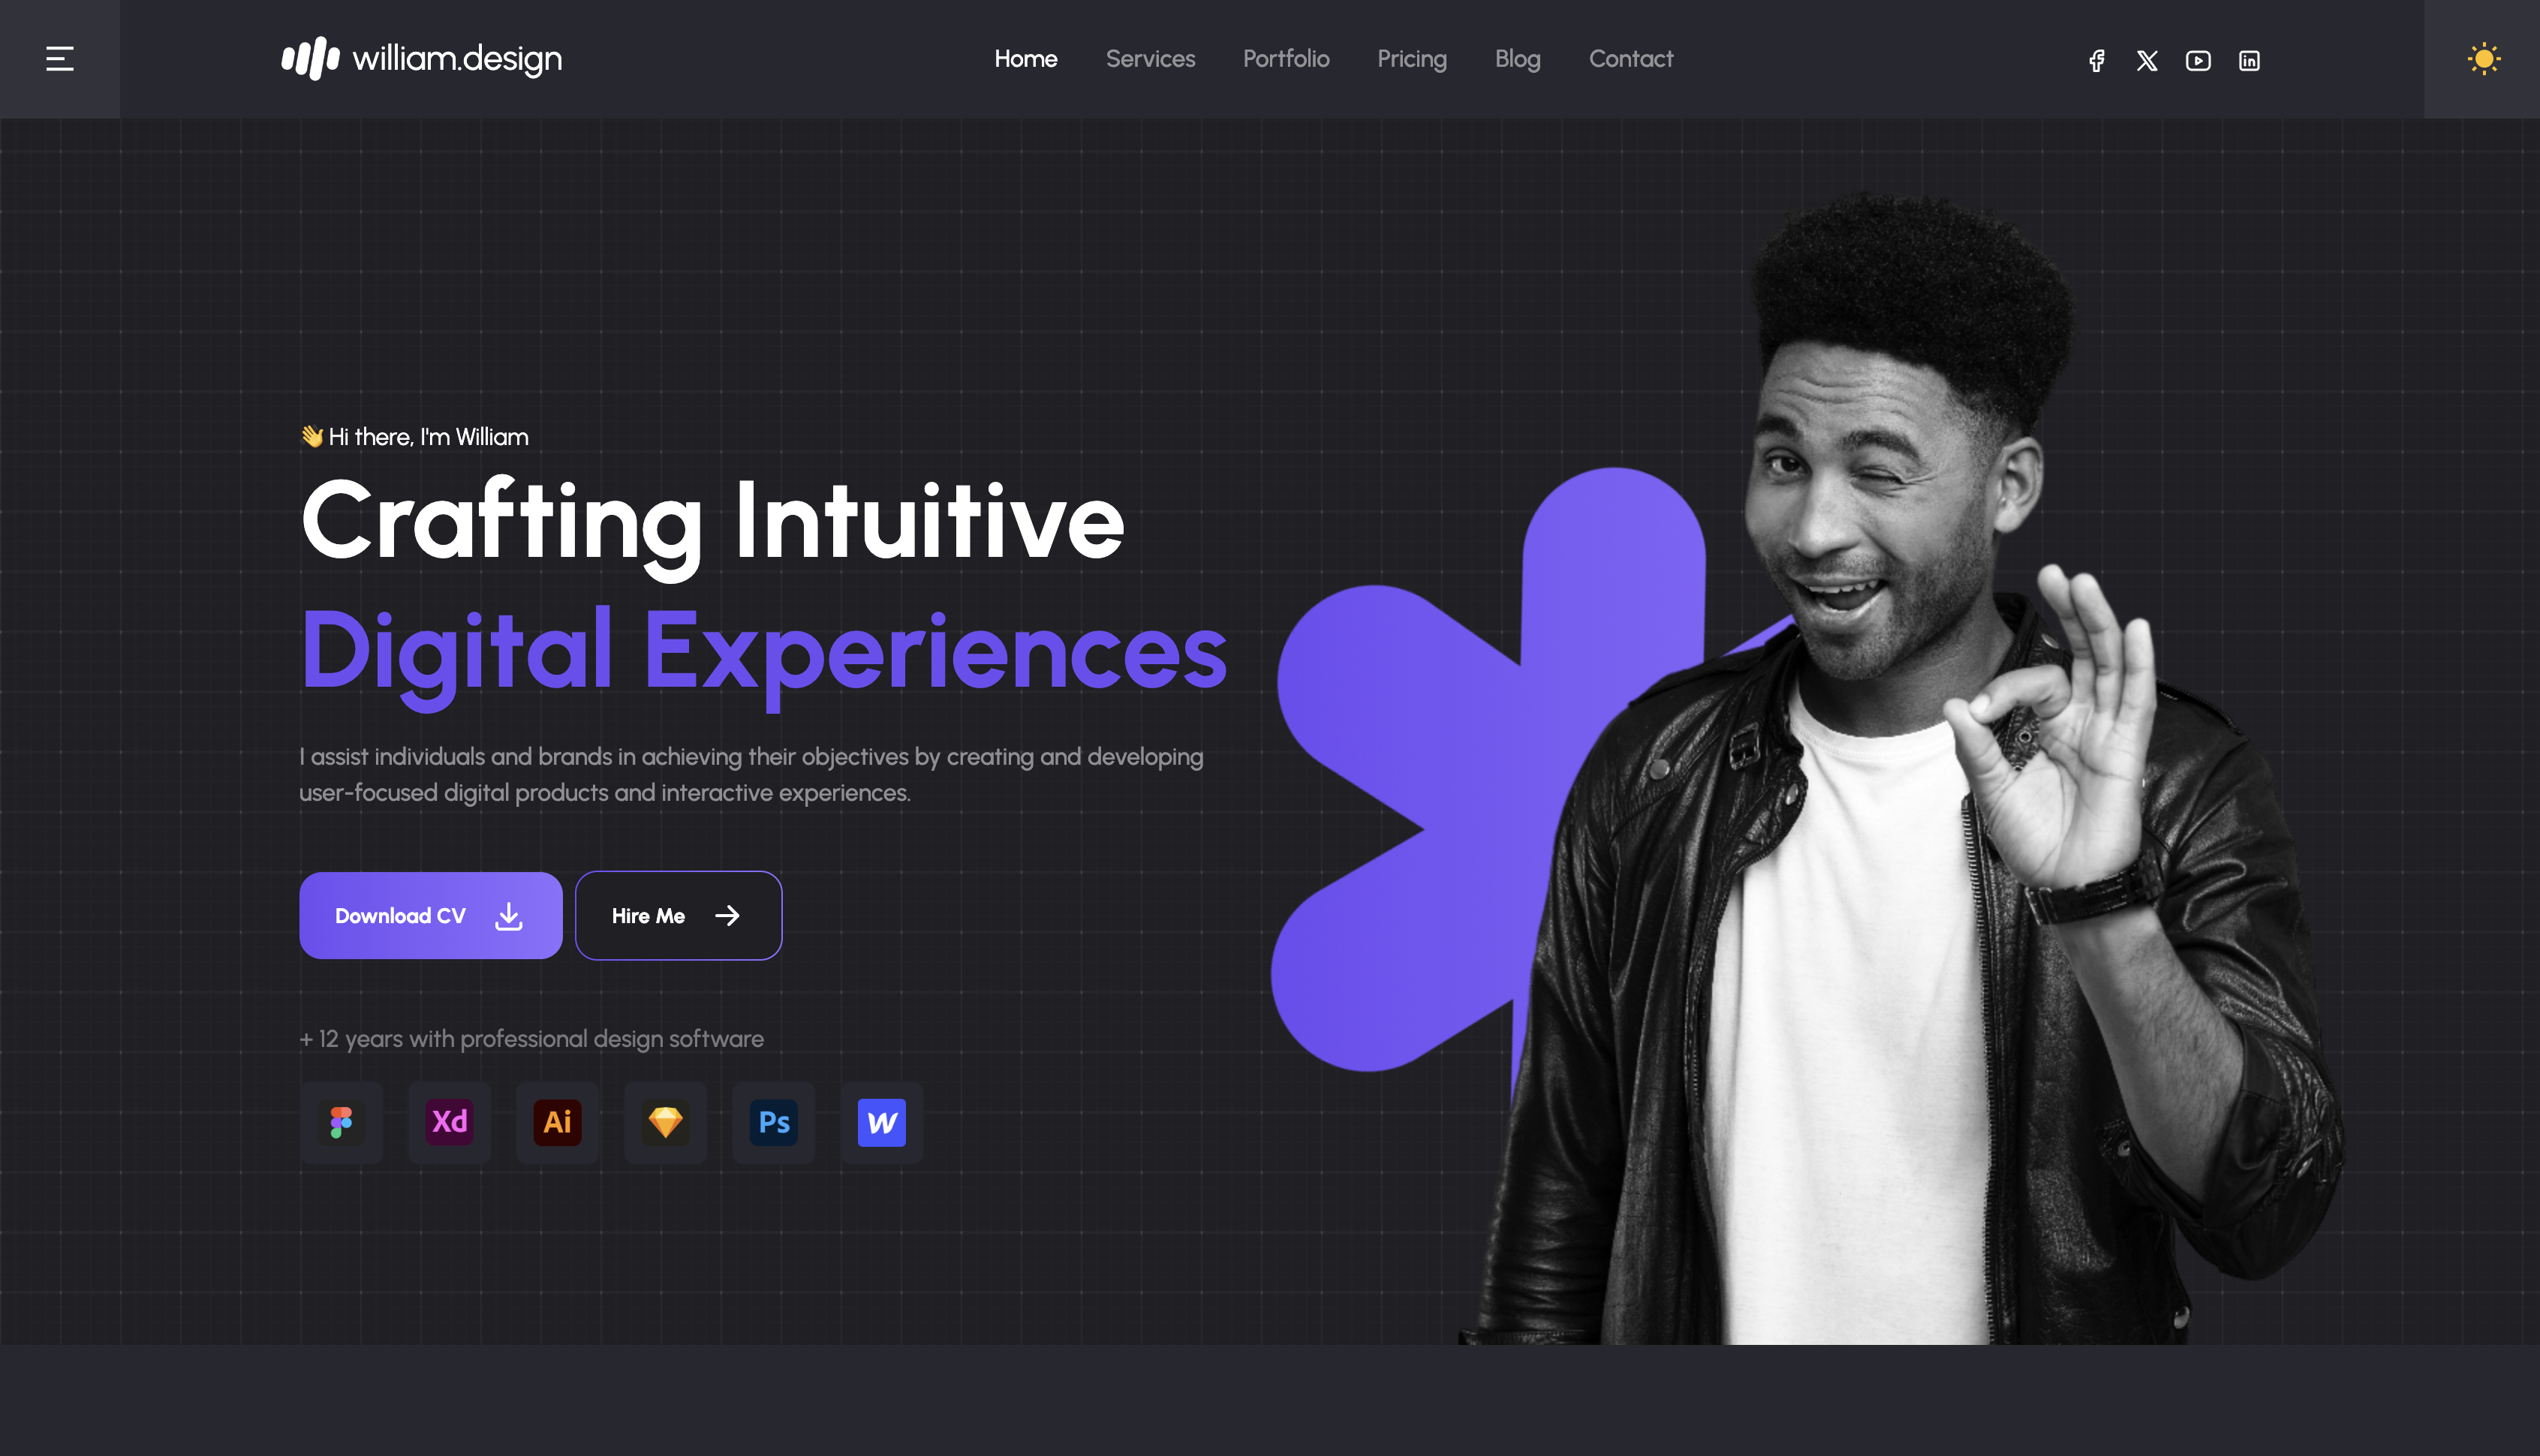 william.design
Home Services Portfolio Pricing Blog Contact
👋 Hi there, I'm William
Crafting Intuitive
Digital Experiences
I assist individuals and brands in achieving their objectives by creating and developing
user-focused digital products and interactive experiences.
Download CV
Hire Me
+ 12 years with professional design software
Xd Ai Ps W